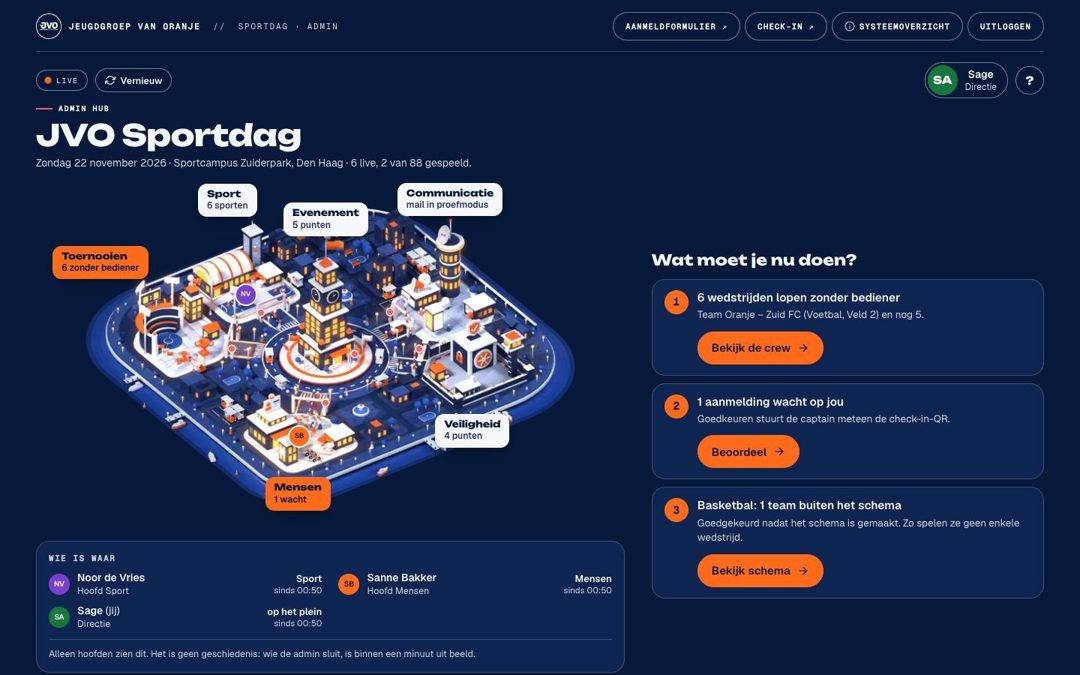 JVO JEUGDGROEP VAN ORANJE // SPORTDAG · ADMIN
AANMELDFORMULIER ↗
CHECK-IN ↗
SYSTEEMOVERZICHT
UITLOGGEN
LIVE
Vernieuw
SA
Sage
Directie
?
ADMIN HUB
JVO Sportdag
Zondag 22 november 2026 · Sportcampus Zuiderpark, Den Haag · 6 live, 2 van 88 gespeeld.
Sport
6 sporten
Evenement
5 punten
Communicatie
mail in proefmodus
Toernooien
6 zonder bediener
NV
SB
Veiligheid
4 punten
Mensen
1 wacht
WIE IS WAAR
NV
Noor de Vries
Hoofd Sport
Sport
sinds 00:50
SB
Sanne Bakker
Hoofd Mensen
Mensen
sinds 00:50
SA
Sage (jij)
Directie
op het plein
sinds 00:50
Alleen hoofden zien dit. Het is geen geschiedenis: wie de admin sluit, is binnen een minuut uit beeld.
Wat moet je nu doen?
1
6 wedstrijden lopen zonder bediener
Team Oranje – Zuid FC (Voetbal, Veld 2) en nog 5.
Bekijk de crew →
2
1 aanmelding wacht op jou
Goedkeuren stuurt de captain meteen de check-in-QR.
Beoordeel →
3
Basketbal: 1 team buiten het schema
Goedgekeurd nadat het schema is gemaakt. Zo spelen ze geen enkele
wedstrijd.
Bekijk schema →